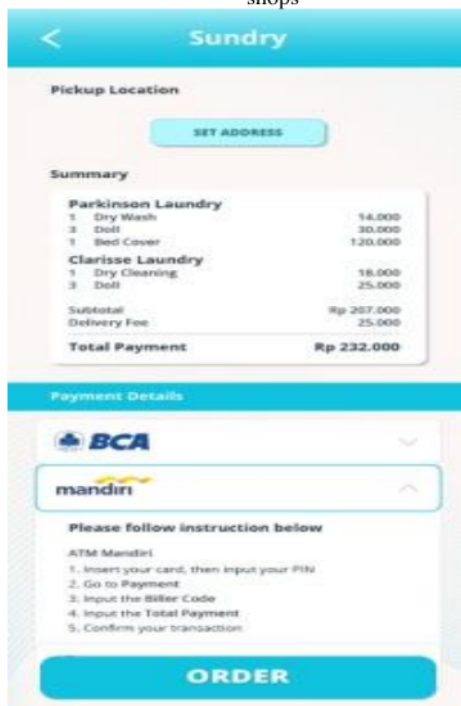 shops
Sundry
Pickup Location
SET ADDRESS
Summary
Parkinson Laundry
1 Dry Wash 14.000
3 Doll 30.000
1 Bed Cover 120.000
Clarisse Laundry
1 Dry Cleaning 18.000
3 Doll 25.000
Subtotal Rp 207.000
Delivery Fee 25.000
Total Payment Rp 232.000
Payment Details
BCA
mandiri
Please follow instruction below
ATM Mandiri
1. Insert your card, then input your PIN
2. Go to Payment
3. Input the Biller Code
4. Input the Total Payment
5. Confirm your transaction
ORDER